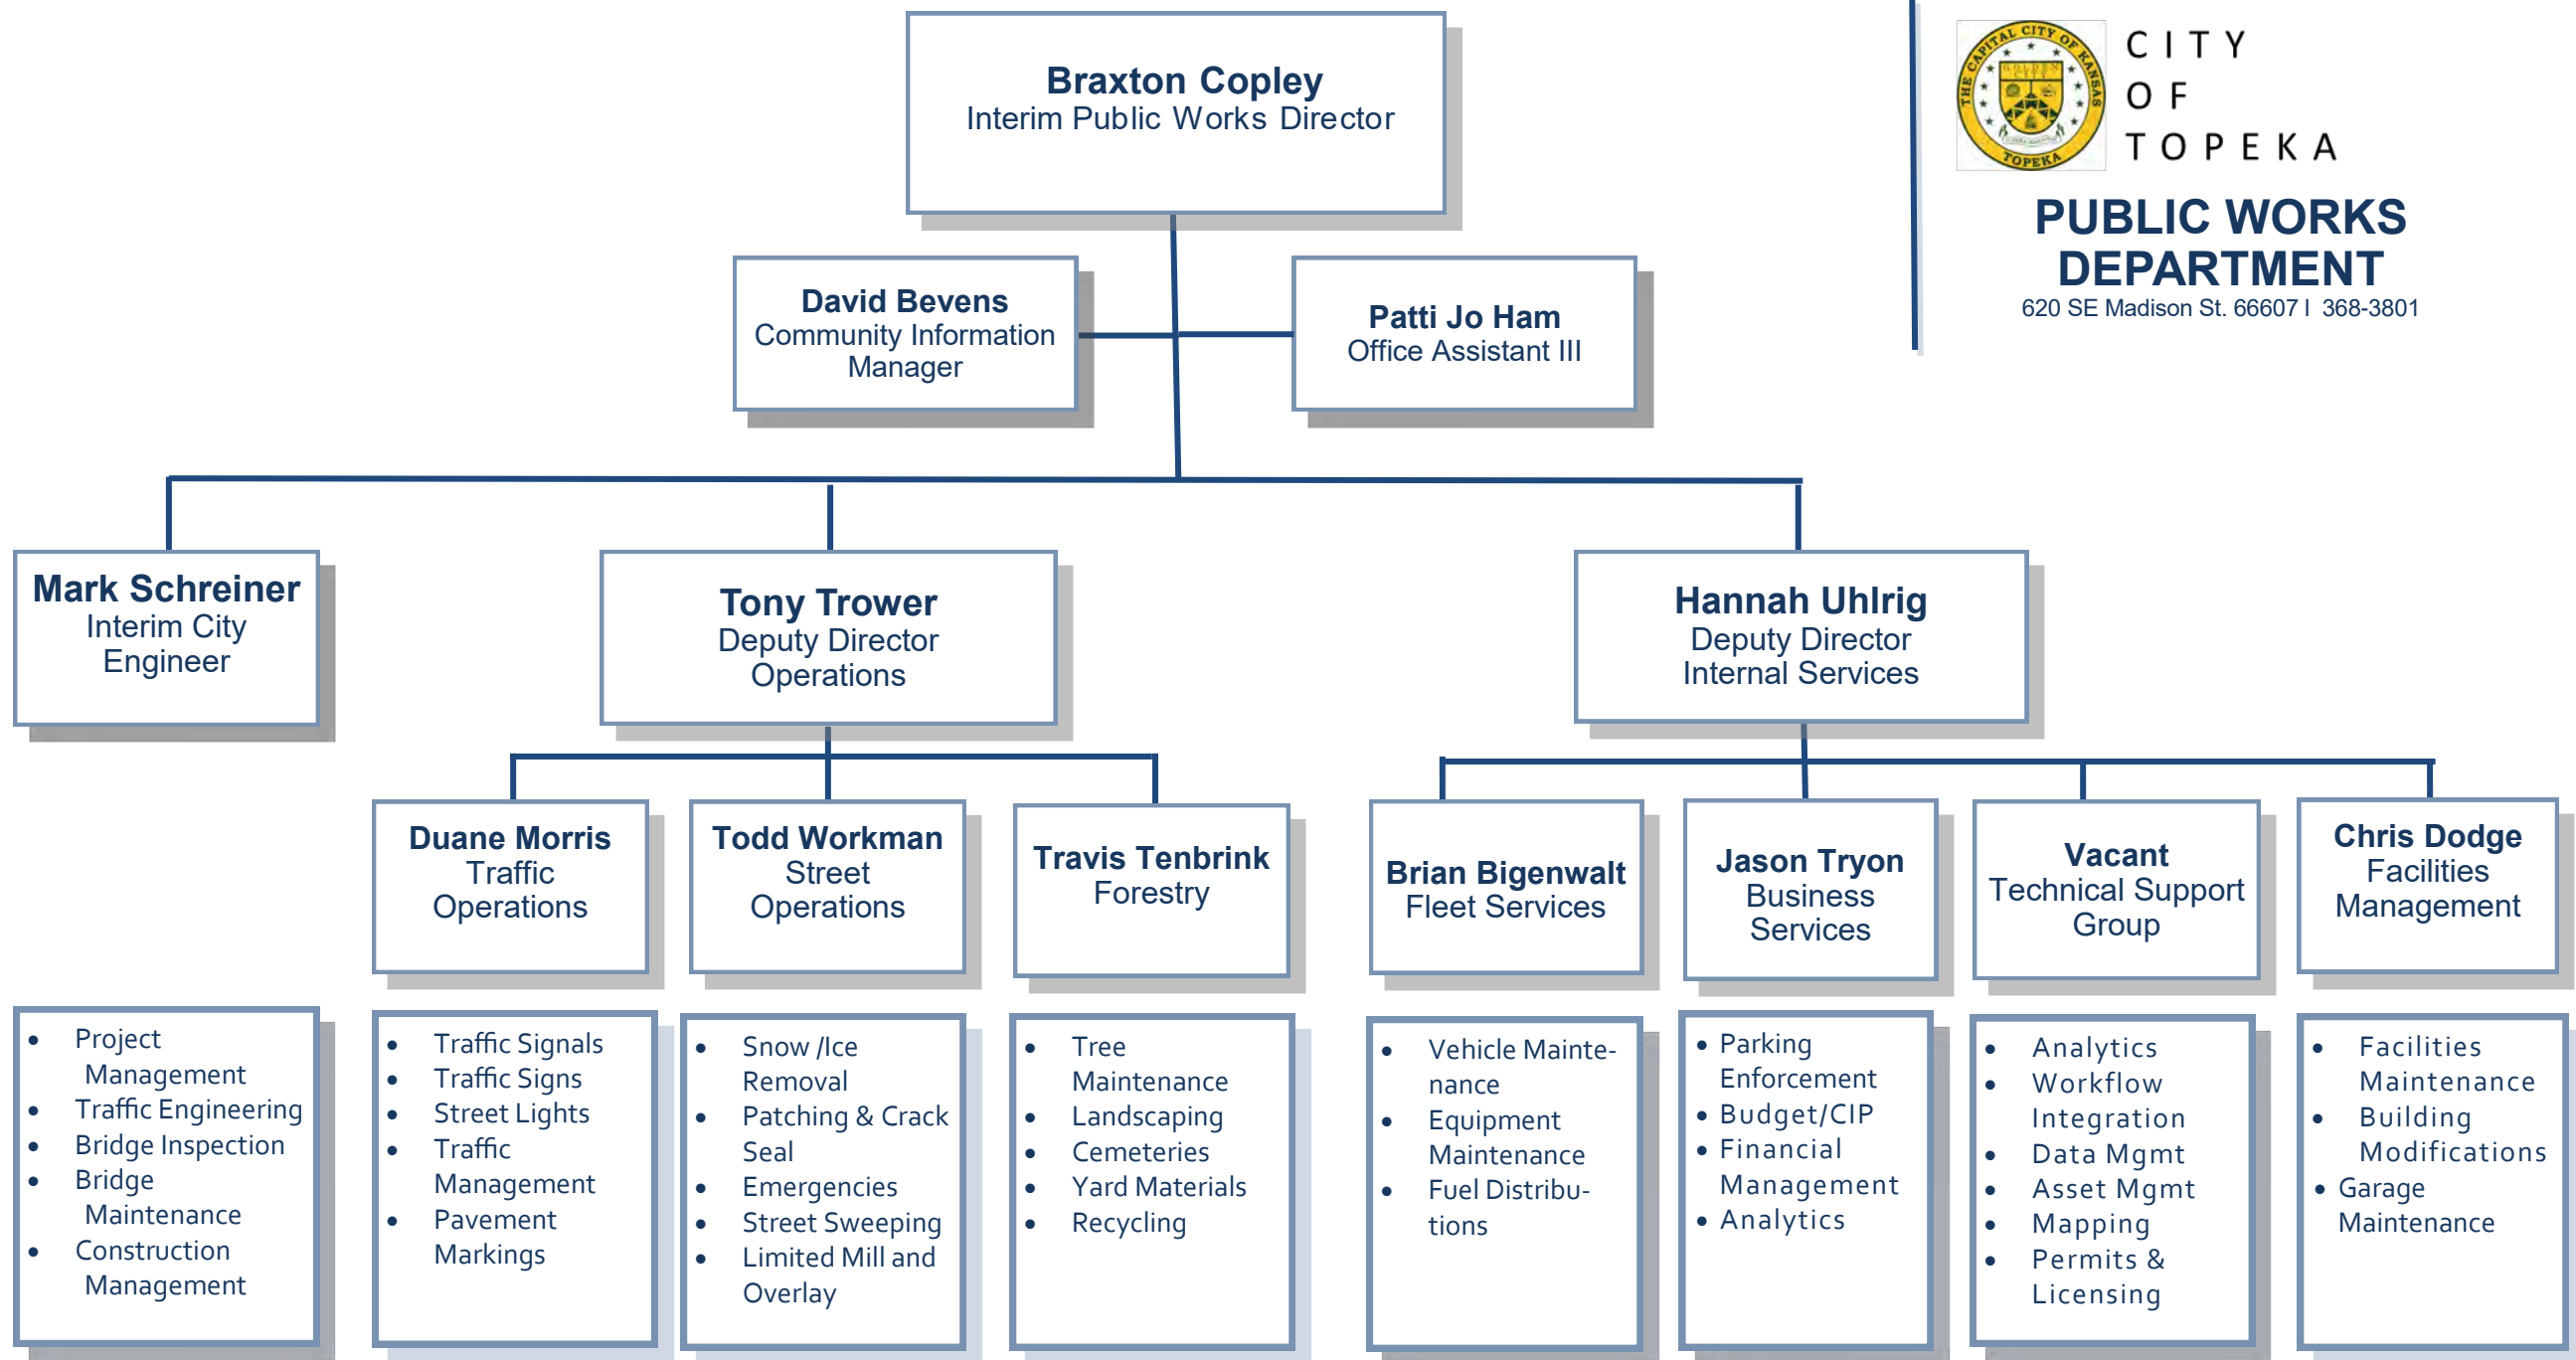 Braxton Copley
Interim Public Works Director
THE CAPITAL CITY OF KANSAS
TOPEKA
CITY
OF
TOPEKA
PUBLIC WORKS
DEPARTMENT
620 SE Madison St. 66607 l 368-3801
David Bevens
Community Information
Manager
Patti Jo Ham
Office Assistant III
Mark Schreiner
Interim City
Engineer
Tony Trower
Deputy Director
Operations
Hannah Uhlrig
Deputy Director
Internal Services
Duane Morris
Traffic
Operations
Todd Workman
Street
Operations
Travis Tenbrink
Forestry
Brian Bigenwalt
Fleet Services
Jason Tryon
Business
Services
Vacant
Technical Support
Group
Chris Dodge
Facilities
Management
• Project
Management
• Traffic Engineering
• Bridge Inspection
• Bridge
Maintenance
• Construction
Management
• Traffic Signals
• Traffic Signs
• Street Lights
• Traffic
Management
• Pavement
Markings
• Snow /Ice
Removal
• Patching & Crack
Seal
• Emergencies
• Street Sweeping
• Limited Mill and
Overlay
• Tree
Maintenance
• Landscaping
• Cemeteries
• Yard Materials
• Recycling
• Vehicle Mainte-
nance
• Equipment
Maintenance
• Fuel Distribu-
tions
• Parking
Enforcement
• Budget/CIP
• Financial
Management
• Analytics
• Analytics
• Workflow
Integration
• Data Mgmt
• Asset Mgmt
• Mapping
• Permits &
Licensing
• Facilities
Maintenance
• Building
Modifications
• Garage
Maintenance